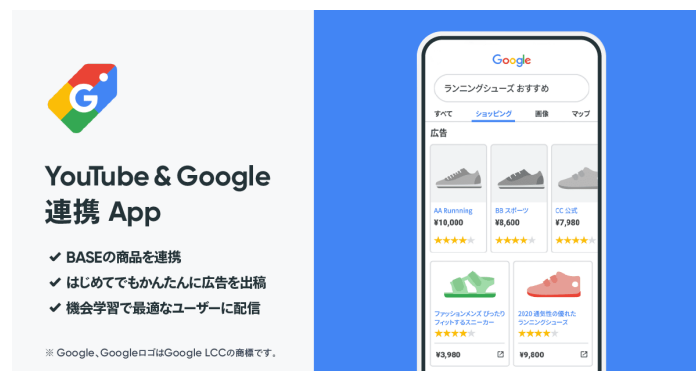 G
YouTube & Google
連携 App
BASEの商品を連携
はじめてでもかんたんに広告を出稿
機会学習で最適なユーザーに配信
※ Google、GoogleロゴはGoogle LCCの商標です。
Google
ランニングシューズ おすすめ
すべて ショッピング 画像 マップ
広告
AA Runnning BB スポーツ CC 公式
¥10,000 ¥8,600 ¥7,980
ファッションメンズ ぴったり
フィットするスニーカー
2020 通気性の優れた
ランニングシューズ
¥3,980 ¥9,800